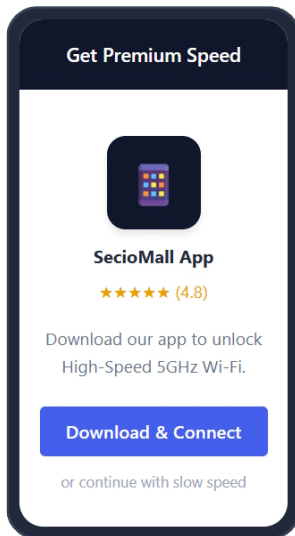 Get Premium Speed
SecioMall App
★★★★★ (4.8)
Download our app to unlock
High-Speed 5GHz Wi-Fi.
Download & Connect
or continue with slow speed